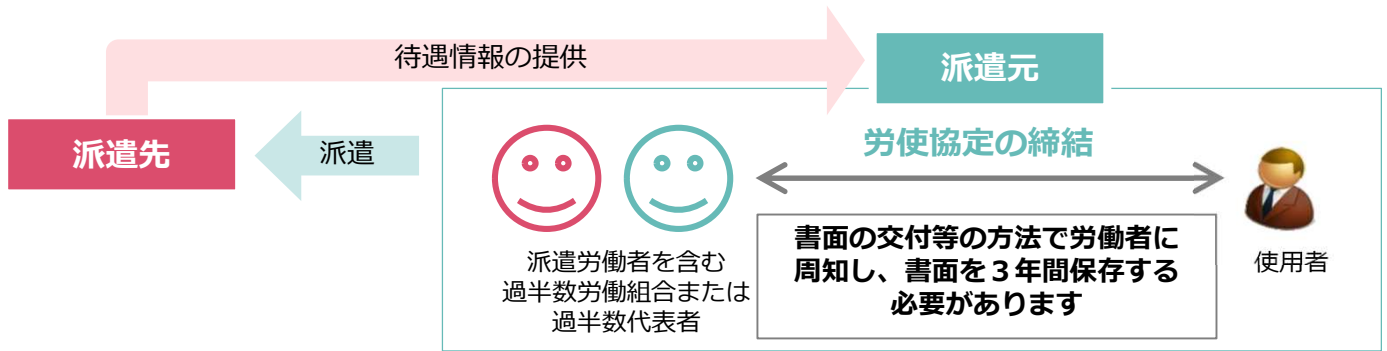 待遇情報の提供
派遣元
派遣先
派遣
労使協定の締結
書面の交付等の方法で労働者に
周知し、書面を３年間保存する
必要があります
派遣労働者を含む
過半数労働組合または
過半数代表者
使用者